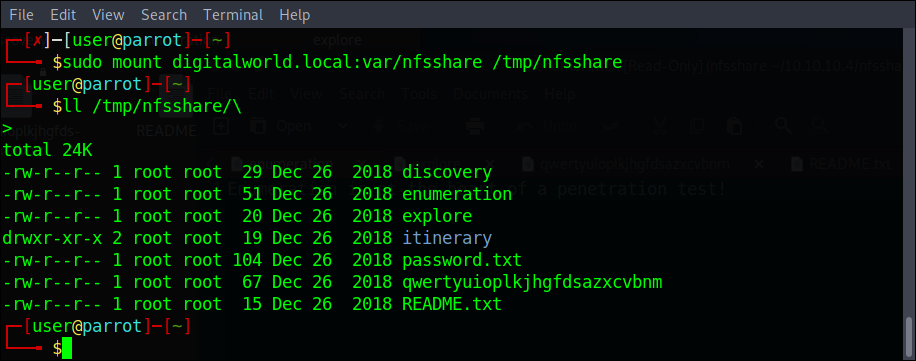 File Edit View Search Terminal Help
┌─[✗]─[user@parrot]─[~]
└──╼ $sudo mount digitalworld.local:var/nfsshare /tmp/nfsshare
┌─[user@parrot]─[~]
└──╼ $ll /tmp/nfsshare/\
>
total 24K
-rw-r--r-- 1 root root  29 Dec 26  2018 discovery
-rw-r--r-- 1 root root  51 Dec 26  2018 enumeration
-rw-r--r-- 1 root root  20 Dec 26  2018 explore
drwxr-xr-x 2 root root  19 Dec 26  2018 itinerary
-rw-r--r-- 1 root root 104 Dec 26  2018 password.txt
-rw-r--r-- 1 root root  67 Dec 26  2018 qwertyuioplkjhgfdsazxcvbnm
-rw-r--r-- 1 root root  15 Dec 26  2018 README.txt
┌─[user@parrot]─[~]
└──╼ $